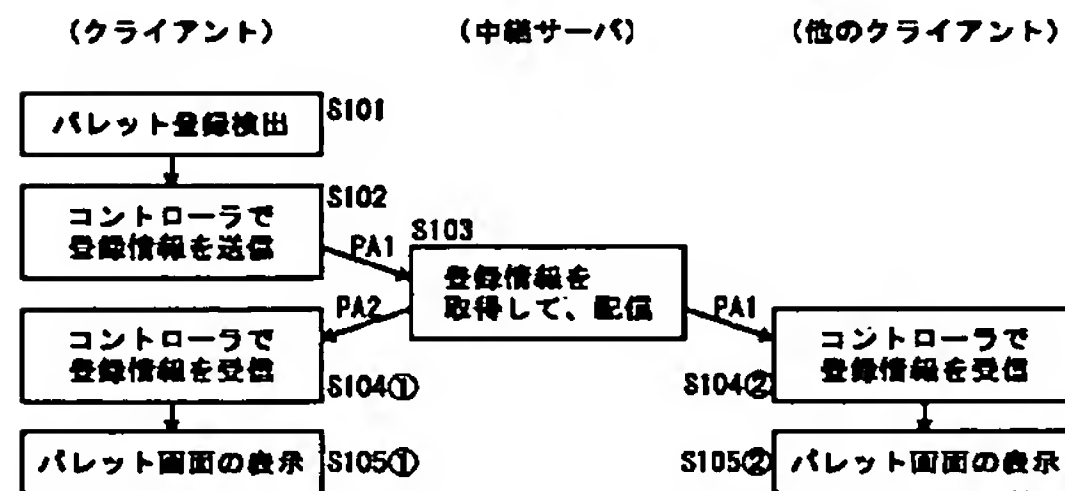 (クライアント)
(中継サーバ)
(他のクライアント)
パレット登録検出
S101
コントローラで
登録情報を送信
S102
PA1
S103
登録情報を
取得して、配信
PA2
PA1
コントローラで
登録情報を受信
S104①
コントローラで
登録情報を受信
S104②
パレット画面の表示
S105①
S105②
パレット画面の表示